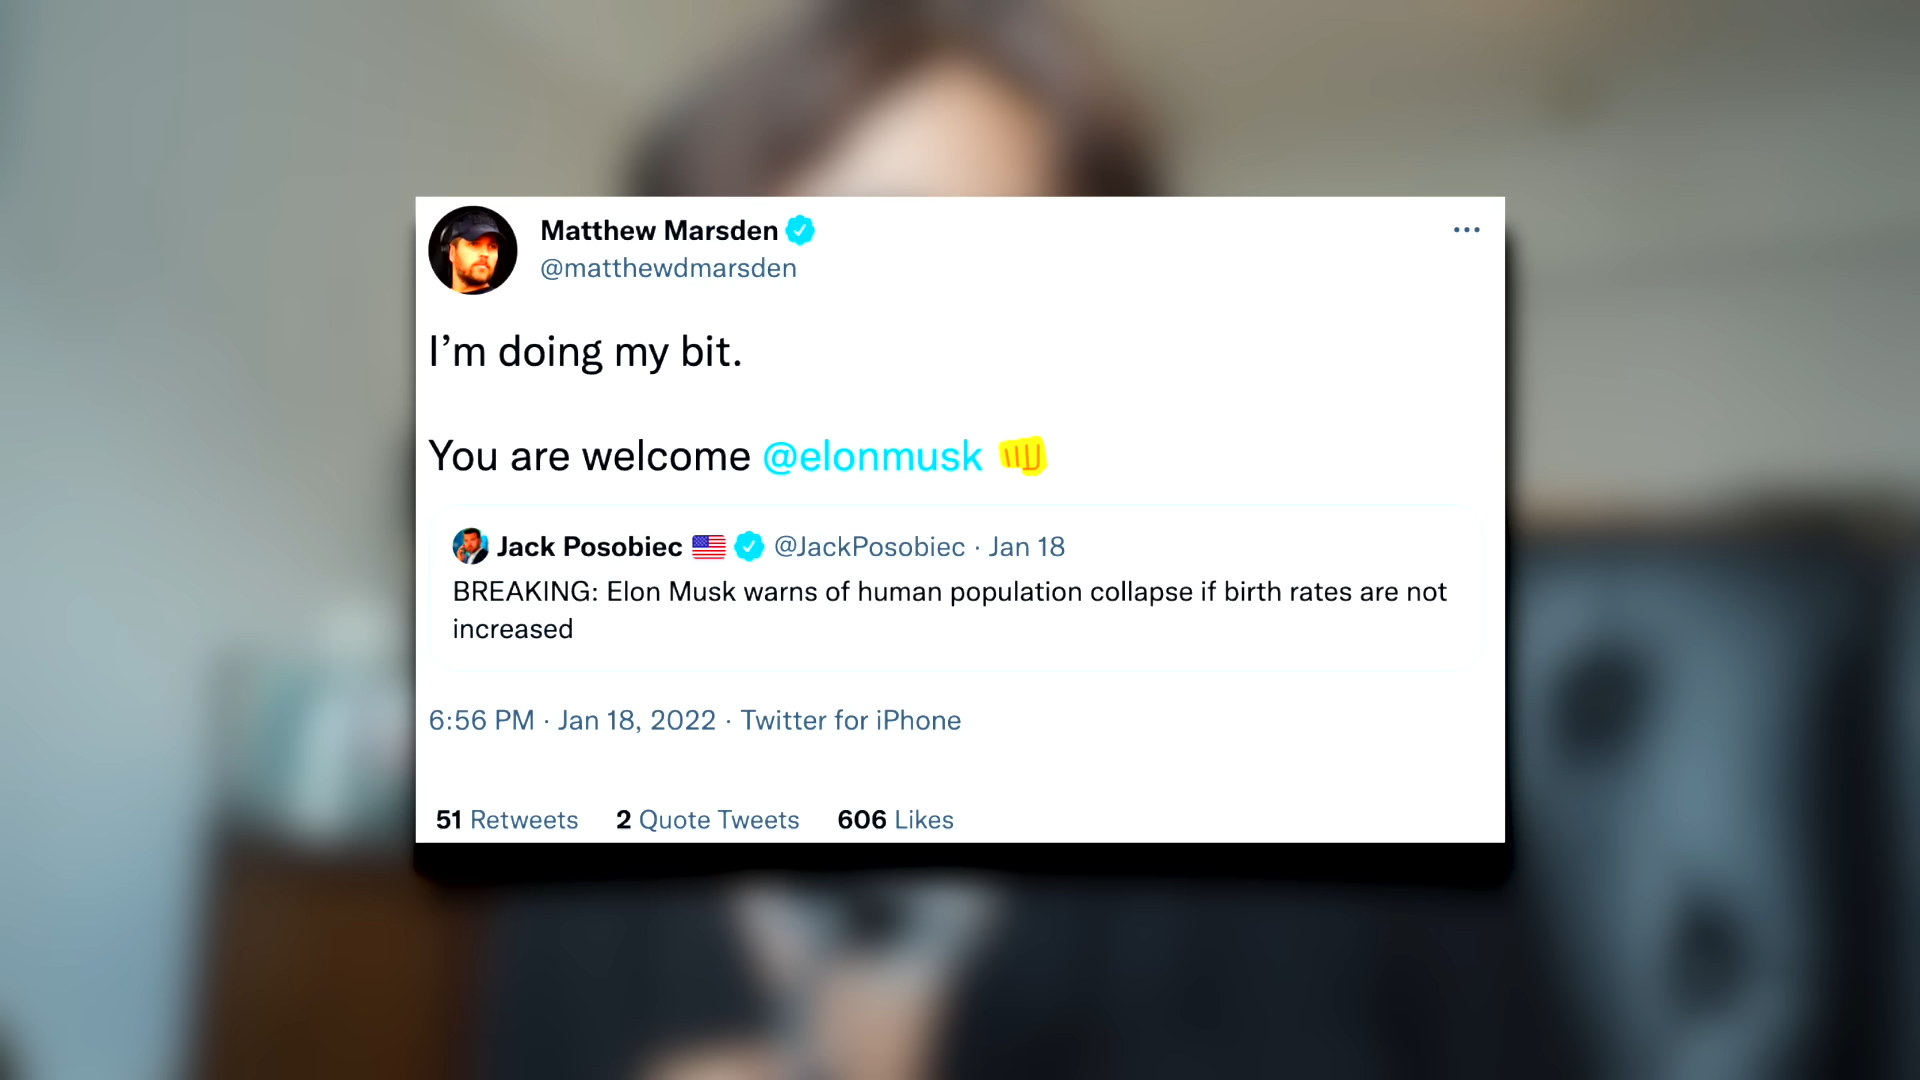 Matthew Marsden
@matthewdmarsden
I’m doing my bit.
You are welcome @elonmusk 👊
Jack Posobiec 🇺🇸 @JackPosobiec · Jan 18
BREAKING: Elon Musk warns of human population collapse if birth rates are not
increased
6:56 PM · Jan 18, 2022 · Twitter for iPhone
51 Retweets 2 Quote Tweets 606 Likes